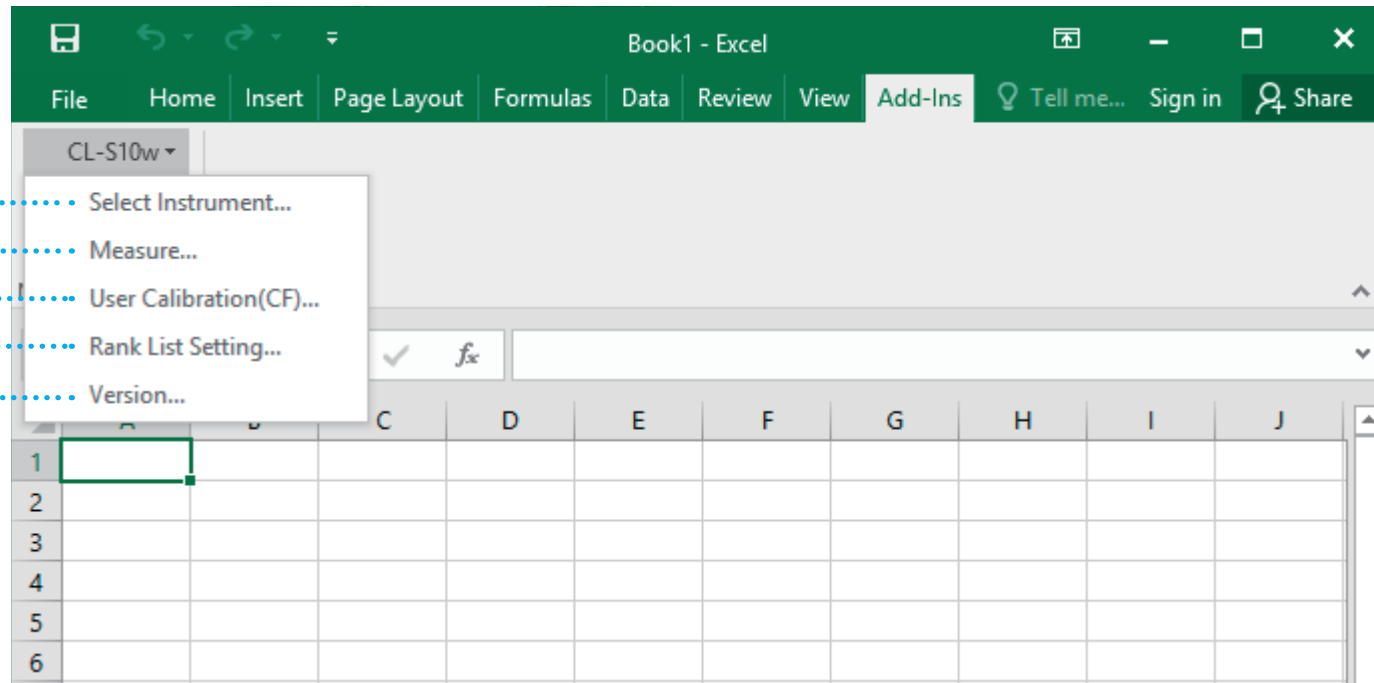 Book1 - Excel
File Home Insert Page Layout Formulas Data Review View Add-Ins Tell me... Sign in Share
CL-S10w
Select Instrument...
Measure...
User Calibration(CF)...
Rank List Setting...
Version...
fx
C D E F G H I J
1
2
3
4
5
6